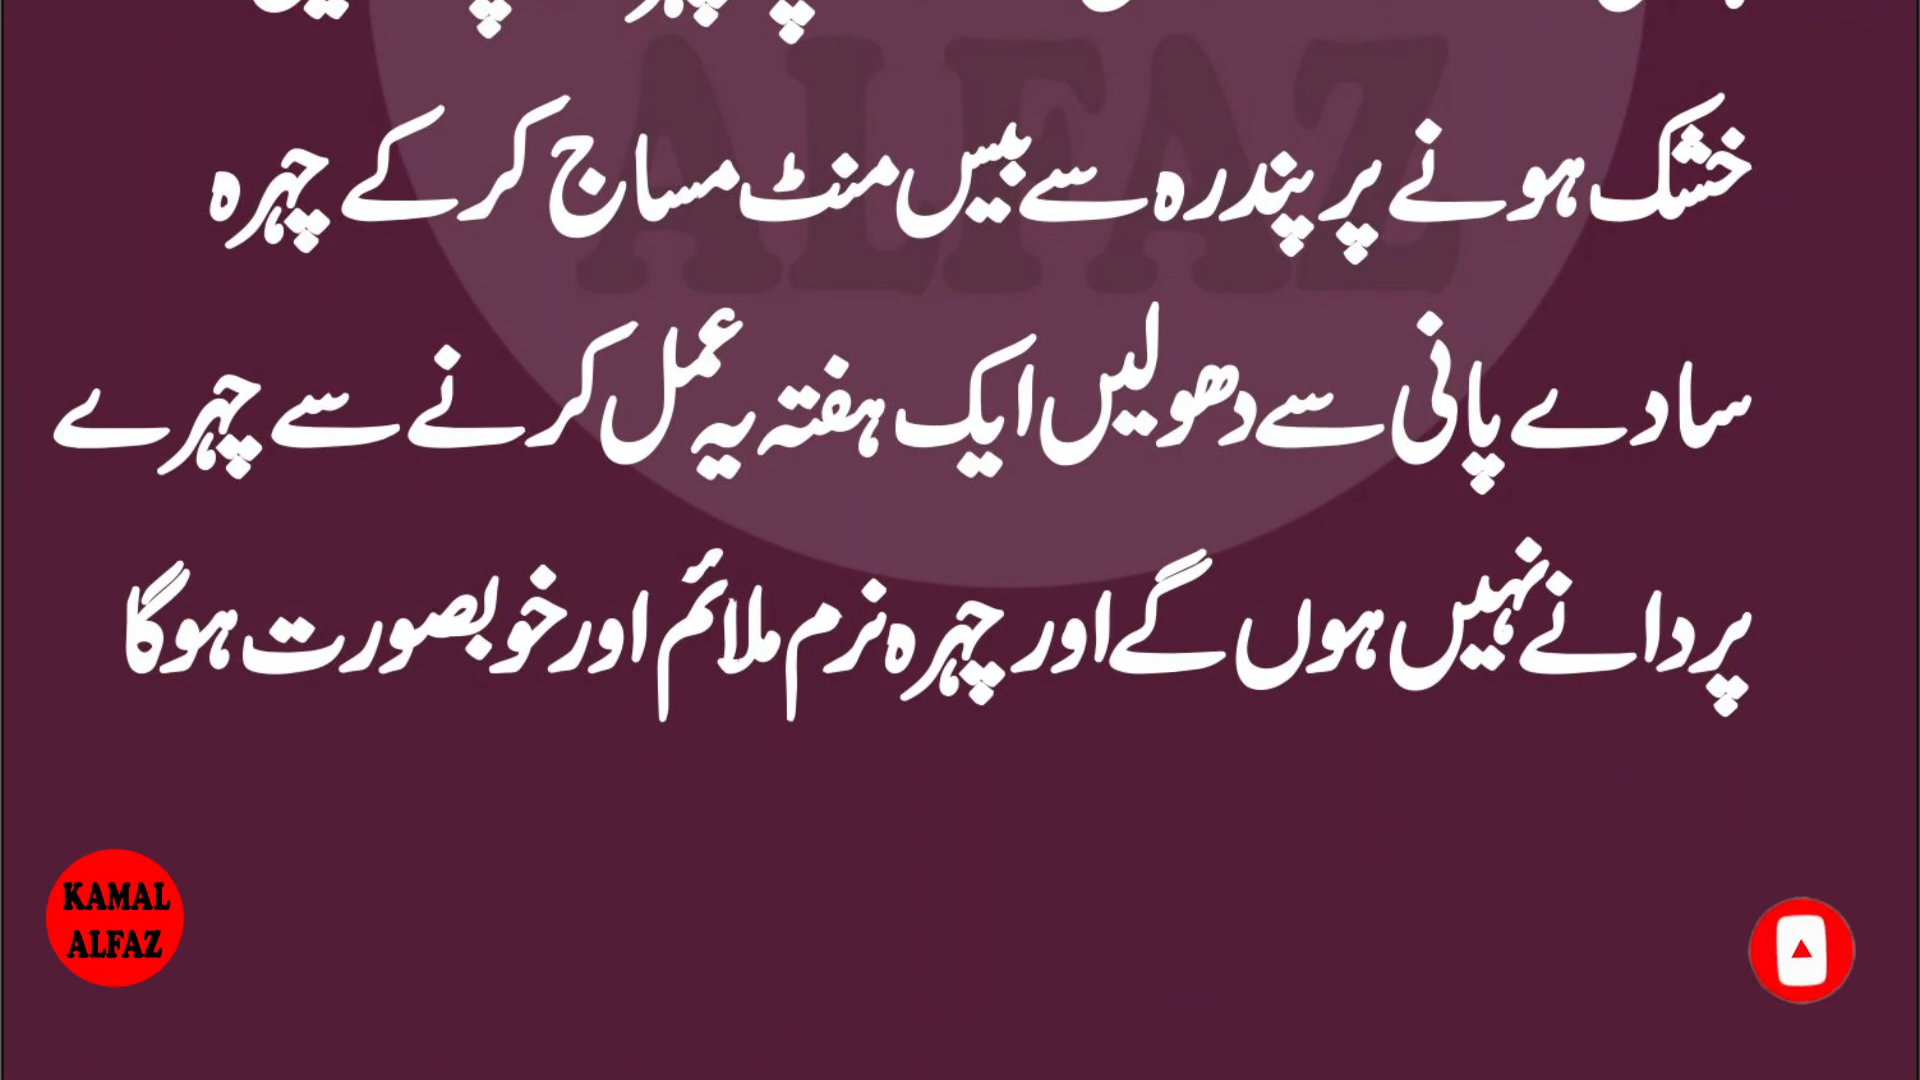 خشک ہونے پر پندرہ سے بیس منٹ مساج کر کے چہرہ
سادے پانی سے دھولیں ایک ہفتہ یہ عمل کرنے سے چہرے
پر دانے نہیں ہوں گے اور چہرہ نرم ملائم اور خوبصورت ہوگا
ALFAZ
KAMAL
ALFAZ